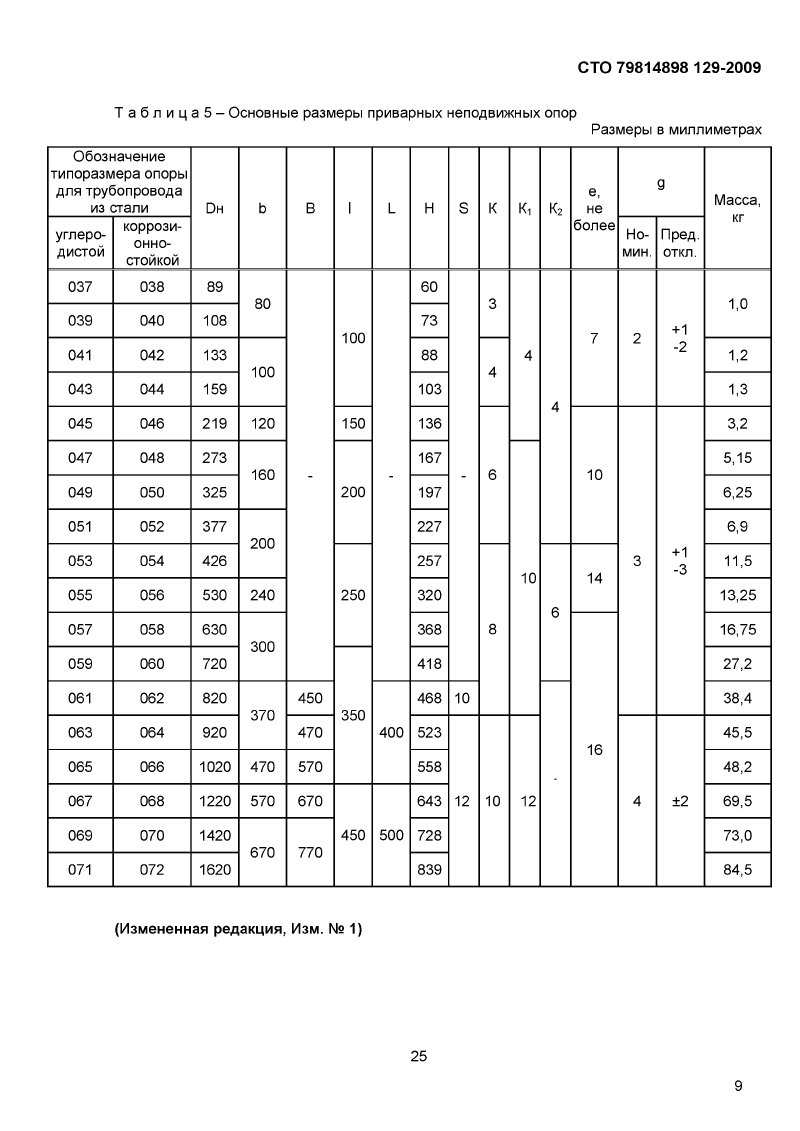 СТО 79814898 129-2009
Т а б л и ц а 5 – Основные размеры приварных неподвижных опор
Размеры в миллиметрах
Обозначение типоразмера опоры для трубопровода из стали | Dн | b | B | l | L | H | S | К | К₁ | К₂ | е, не более | g | Масса, кг
углеро-дистой | коррози-онно-стойкой | Но-мин. | Пред. откл.
037 038 89 80 - 100 - 60 - 3 4 4 7 2 +1 -2 1,0
039 040 108 73
041 042 133 100 88 4 1,2
043 044 159 103 1,3
045 046 219 120 150 136 6 10 3 +1 -3 3,2
047 048 273 160 200 167 10 5,15
049 050 325 197 6,25
051 052 377 200 227 6,9
053 054 426 250 257 8 6 14 11,5
055 056 530 240 320 13,25
057 058 630 300 368 16 16,75
059 060 720 350 418 27,2
061 062 820 370 450 400 468 10 - 38,4
063 064 920 470 523 12 10 12 4 ±2 45,5
065 066 1020 470 570 558 48,2
067 068 1220 570 670 450 500 643 69,5
069 070 1420 670 770 728 73,0
071 072 1620 839 84,5
(Измененная редакция, Изм. № 1)
25
9